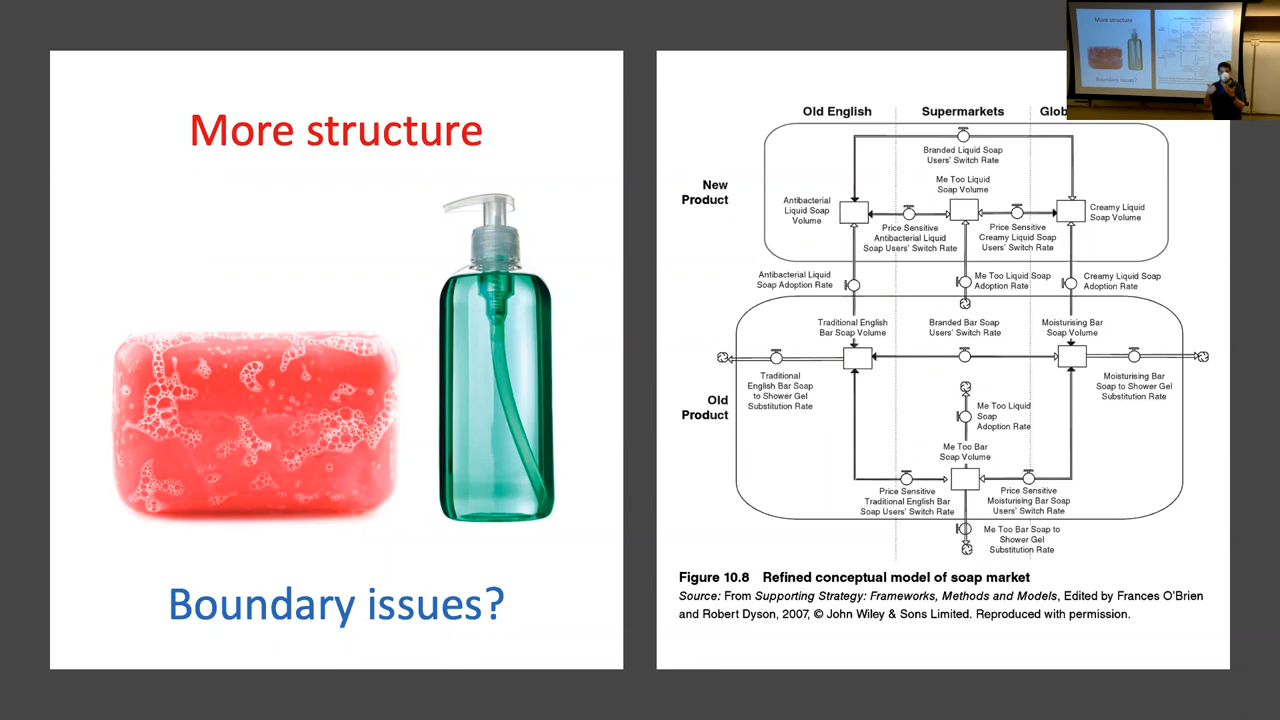 More structure
Boundary issues?
Old English
Supermarkets
New
Product
Branded Liquid Soap
Users' Switch Rate
Me Too Liquid
Soap Volume
Antibacterial
Liquid Soap
Volume
Creamy Liquid
Soap Volume
Price Sensitive
Antibacterial Liquid
Soap Users' Switch Rate
Price Sensitive
Creamy Liquid Soap
Users' Switch Rate
Antibacterial Liquid
Soap Adoption Rate
Me Too Liquid Soap
Adoption Rate
Creamy Liquid Soap
Adoption Rate
Traditional English
Bar Soap Volume
Branded Bar Soap
Users' Switch Rate
Moisturising Bar
Soap Volume
Old
Product
Traditional
English Bar Soap
to Shower Gel
Substitution Rate
Moisturising Bar
Soap to Shower Gel
Substitution Rate
Me Too Liquid
Soap
Adoption Rate
Me Too Bar
Soap Volume
Price Sensitive
Traditional English Bar
Soap Users' Switch Rate
Price Sensitive
Moisturising Bar Soap
Users' Switch Rate
Me Too Bar Soap to
Shower Gel
Substitution Rate
Figure 10.8 Refined conceptual model of soap market
Source: From Supporting Strategy: Frameworks, Methods and Models, Edited by Frances O'Brien
and Robert Dyson, 2007, © John Wiley & Sons Limited. Reproduced with permission.
More structure
Boundary issues?